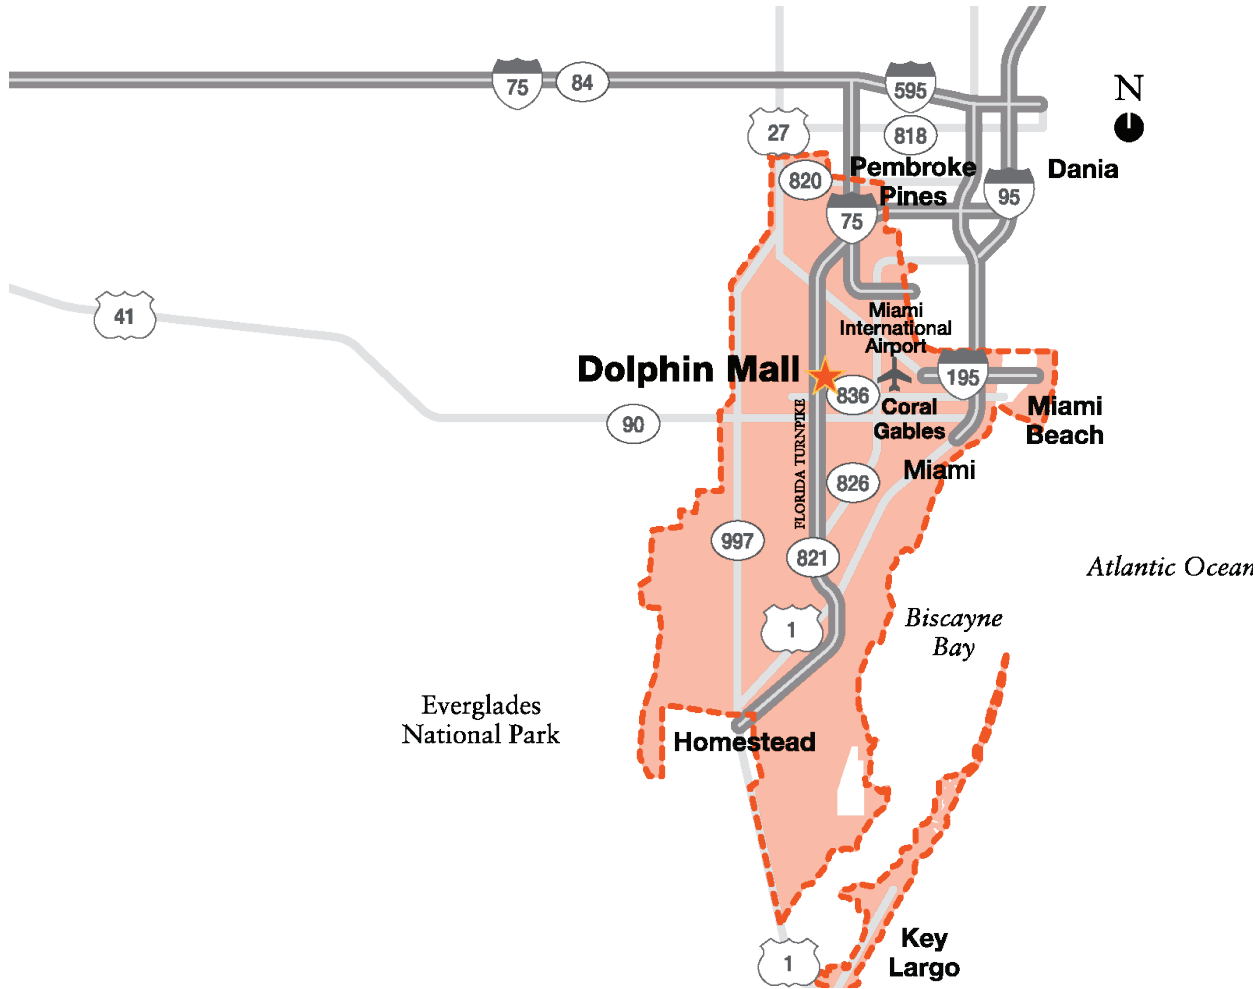 75
84
595
N
27
818
Pembroke
Pines
Dania
820
95
75
41
Miami
International
Airport
Dolphin Mall
836
195
Coral
Gables
Miami
Beach
90
FLORIDA TURNPIKE
Miami
826
997
821
Atlantic Ocean
1
Biscayne
Bay
Everglades
National Park
Homestead
Key
Largo
1